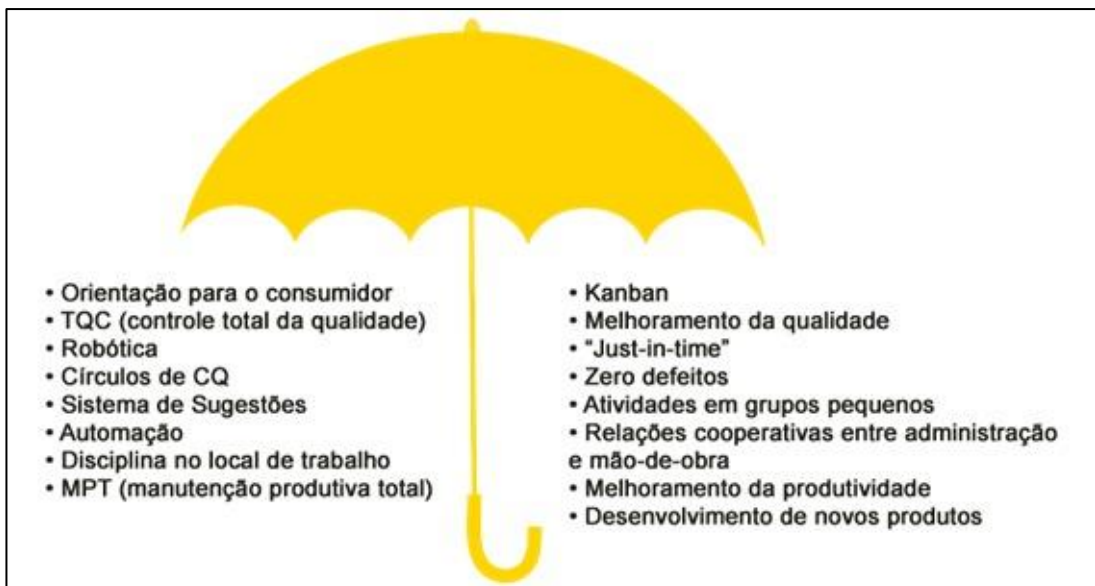 • Orientação para o consumidor
• TQC (controle total da qualidade)
• Robótica
• Círculos de CQ
• Sistema de Sugestões
• Automação
• Disciplina no local de trabalho
• MPT (manutenção produtiva total)
• Kanban
• Melhoramento da qualidade
• “Just-in-time”
• Zero defeitos
• Atividades em grupos pequenos
• Relações cooperativas entre administração
e mão-de-obra
• Melhoramento da produtividade
• Desenvolvimento de novos produtos